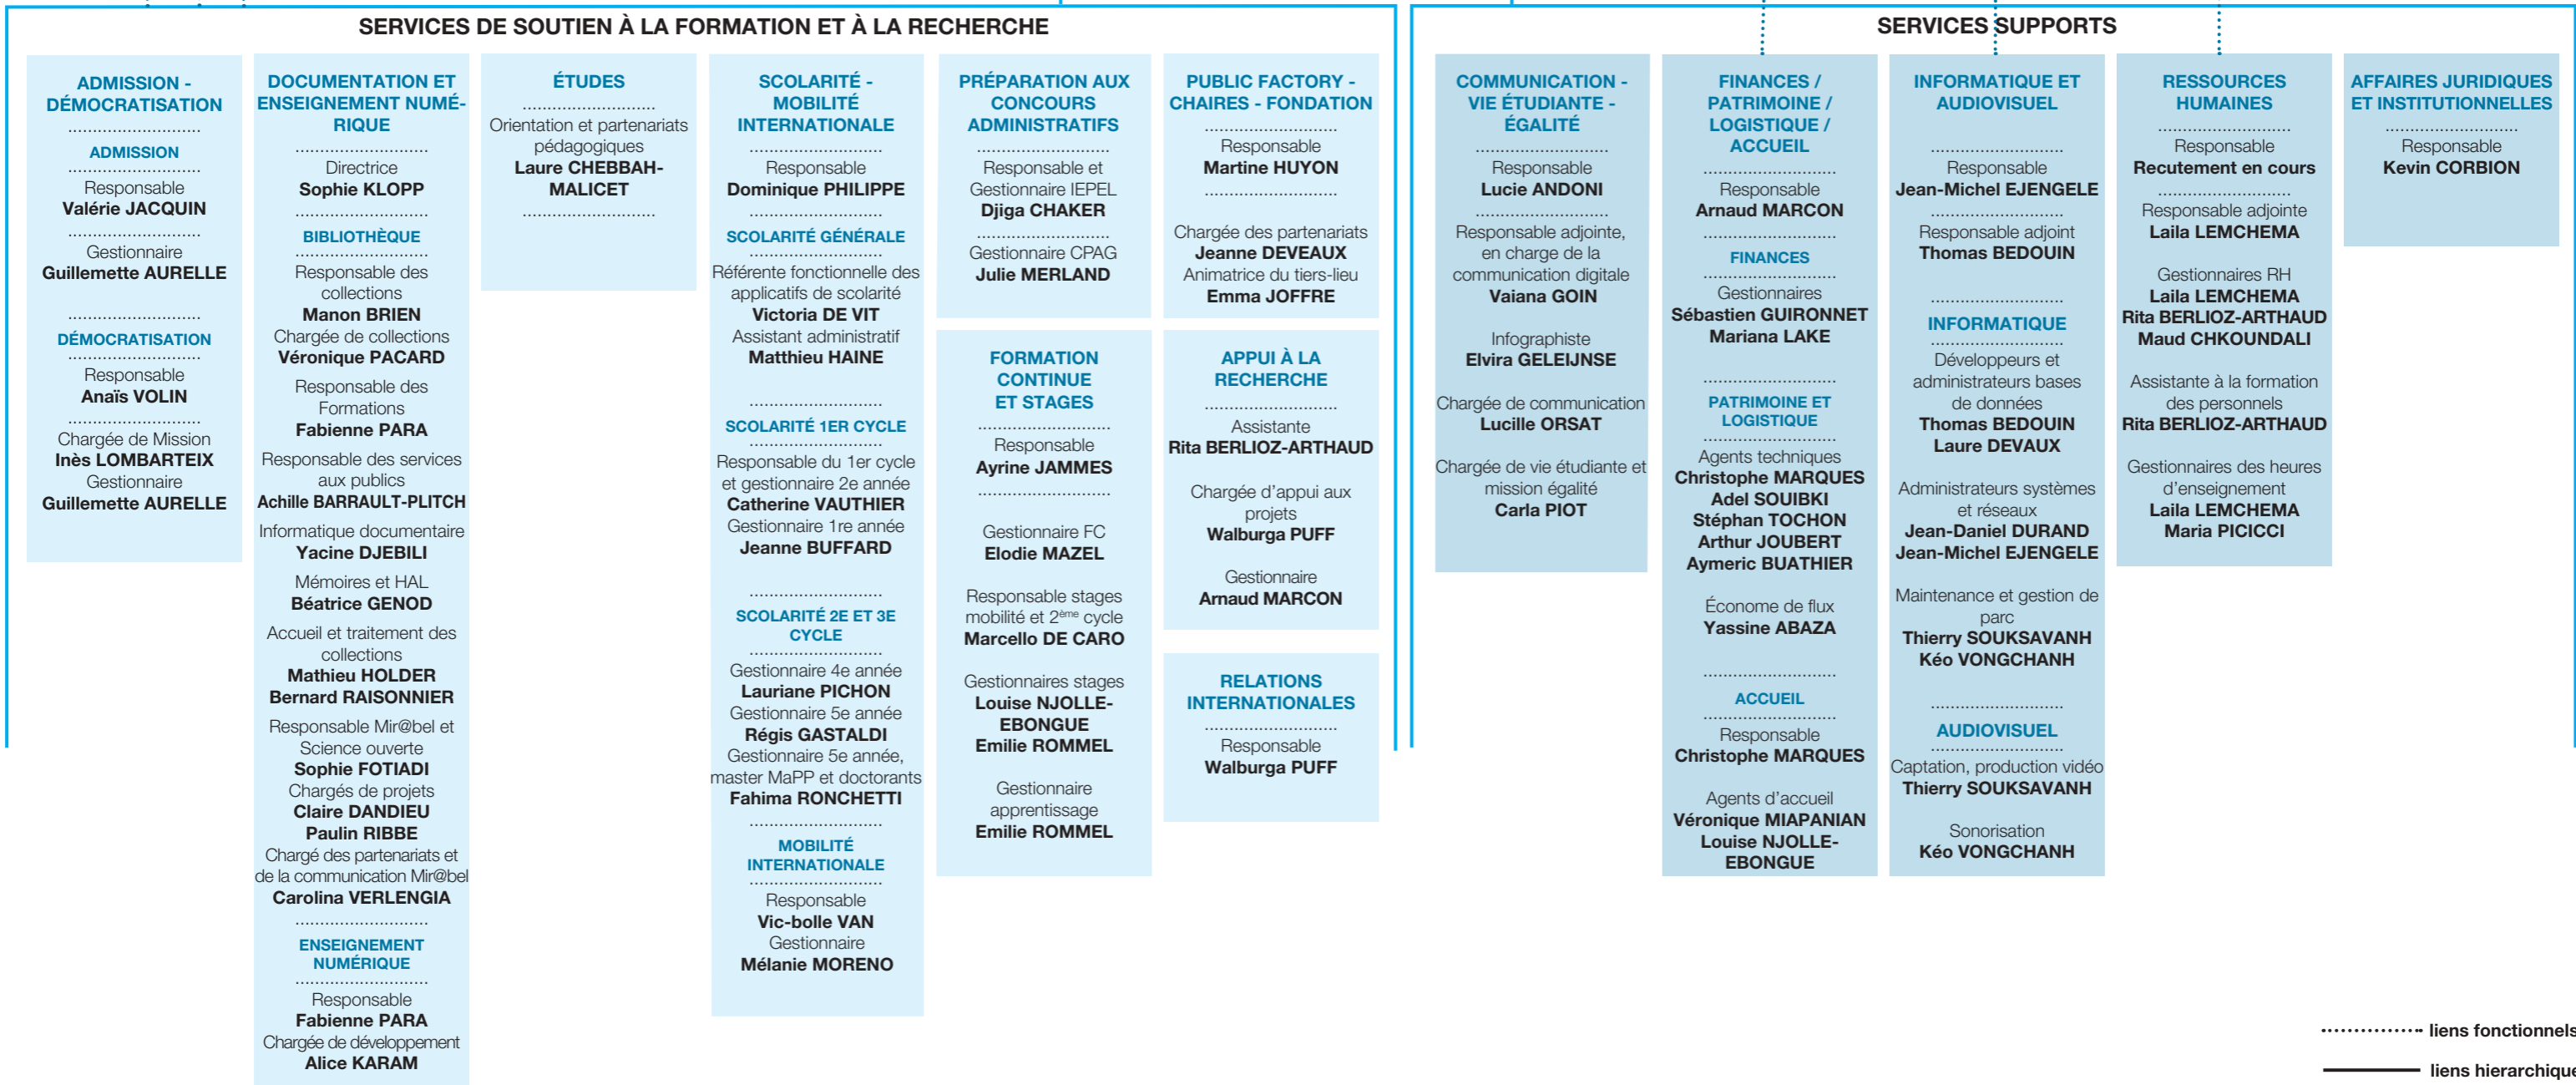 SERVICES DE SOUTIEN À LA FORMATION ET À LA RECHERCHE
ADMISSION -
DÉMOCRATISATION
ADMISSION
Responsable
Valérie JACQUIN
Gestionnaire
Guillemette AURELLE
DÉMOCRATISATION
Responsable
Anaïs VOLIN
Chargée de Mission
Inès LOMBARTEIX
Gestionnaire
Guillemette AURELLE
DOCUMENTATION ET
ENSEIGNEMENT NUMÉ-
RIQUE
Directrice
Sophie KLOPP
BIBLIOTHÈQUE
Responsable des
collections
Manon BRIEN
Chargée de collections
Véronique PACARD
Responsable des
Formations
Fabienne PARA
Responsable des services
aux publics
Achille BARRAULT-PLITCH
Informatique documentaire
Yacine DJEBILI
Mémoires et HAL
Béatrice GENOD
Accueil et traitement des
collections
Mathieu HOLDER
Bernard RAISONNIER
Responsable Mir@bel et
Science ouverte
Sophie FOTIADI
Chargés de projets
Claire DANDIEU
Paulin RIBBE
Chargé des partenariats et
de la communication Mir@bel
Carolina VERLENGIA
ENSEIGNEMENT
NUMÉRIQUE
Responsable
Fabienne PARA
Chargée de développement
Alice KARAM
ÉTUDES
Orientation et partenariats
pédagogiques
Laure CHEBBAH-
MALICET
SCOLARITÉ -
MOBILITÉ
INTERNATIONALE
Responsable
Dominique PHILIPPE
SCOLARITÉ GÉNÉRALE
Référente fonctionnelle des
applicatifs de scolarité
Victoria DE VIT
Assistant administratif
Matthieu HAINE
SCOLARITÉ 1ER CYCLE
Responsable du 1er cycle
et gestionnaire 2e année
Catherine VAUTHIER
Gestionnaire 1re année
Jeanne BUFFARD
SCOLARITÉ 2E ET 3E
CYCLE
Gestionnaire 4e année
Lauriane PICHON
Gestionnaire 5e année
Régis GASTALDI
Gestionnaire 5e année,
master MaPP et doctorants
Fahima RONCHETTI
MOBILITÉ
INTERNATIONALE
Responsable
Vic-bolle VAN
Gestionnaire
Mélanie MORENO
PRÉPARATION AUX
CONCOURS
ADMINISTRATIFS
Responsable et
Gestionnaire IEPEL
Djiga CHAKER
Gestionnaire CPAG
Julie MERLAND
FORMATION
CONTINUE
ET STAGES
Responsable
Ayrine JAMMES
Gestionnaire FC
Elodie MAZEL
Responsable stages
mobilité et 2ème cycle
Marcello DE CARO
Gestionnaires stages
Louise NJOLLE-
EBONGUE
Emilie ROMMEL
Gestionnaire
apprentissage
Emilie ROMMEL
PUBLIC FACTORY -
CHAIRES - FONDATION
Responsable
Martine HUYON
Chargée des partenariats
Jeanne DEVEAUX
Animatrice du tiers-lieu
Emma JOFFRE
APPUI À LA
RECHERCHE
Assistante
Rita BERLIOZ-ARTHAUD
Chargée d'appui aux
projets
Walburga PUFF
Gestionnaire
Arnaud MARCON
RELATIONS
INTERNATIONALES
Responsable
Walburga PUFF
SERVICES SUPPORTS
COMMUNICATION -
VIE ÉTUDIANTE -
ÉGALITÉ
Responsable
Lucie ANDONI
Responsable adjointe,
en charge de la
communication digitale
Vaiana GOIN
Infographiste
Elvira GELEIJNSE
Chargée de communication
Lucille ORSAT
Chargée de vie étudiante et
mission égalité
Carla PIOT
FINANCES /
PATRIMOINE /
LOGISTIQUE /
ACCUEIL
Responsable
Arnaud MARCON
FINANCES
Gestionnaires
Sébastien GUIRONNET
Mariana LAKE
PATRIMOINE ET
LOGISTIQUE
Agents techniques
Christophe MARQUES
Adel SOUIBKI
Stéphan TOCHON
Arthur JOUBERT
Aymeric BUATHIER
Économe de flux
Yassine ABAZA
ACCUEIL
Responsable
Christophe MARQUES
Agents d'accueil
Véronique MIAPANIAN
Louise NJOLLE-
EBONGUE
INFORMATIQUE ET
AUDIOVISUEL
Responsable
Jean-Michel EJENGELE
Responsable adjoint
Thomas BEDOUIN
INFORMATIQUE
Développeurs et
administrateurs bases
de données
Thomas BEDOUIN
Laure DEVAUX
Administrateurs systèmes
et réseaux
Jean-Daniel DURAND
Jean-Michel EJENGELE
Maintenance et gestion de
parc
Thierry SOUKSAVANH
Kéo VONGCHANH
AUDIOVISUEL
Captation, production vidéo
Thierry SOUKSAVANH
Sonorisation
Kéo VONGCHANH
RESSOURCES
HUMAINES
Responsable
Recutement en cours
Responsable adjointe
Laila LEMCHEMA
Gestionnaires RH
Laila LEMCHEMA
Rita BERLIOZ-ARTHAUD
Maud CHKOUNDALI
Assistante à la formation
des personnels
Rita BERLIOZ-ARTHAUD
Gestionnaires des heures
d'enseignement
Laila LEMCHEMA
Maria PICICCI
AFFAIRES JURIDIQUES
ET INSTITUTIONNELLES
Responsable
Kevin CORBION
liens fonctionnels
liens hierarchique